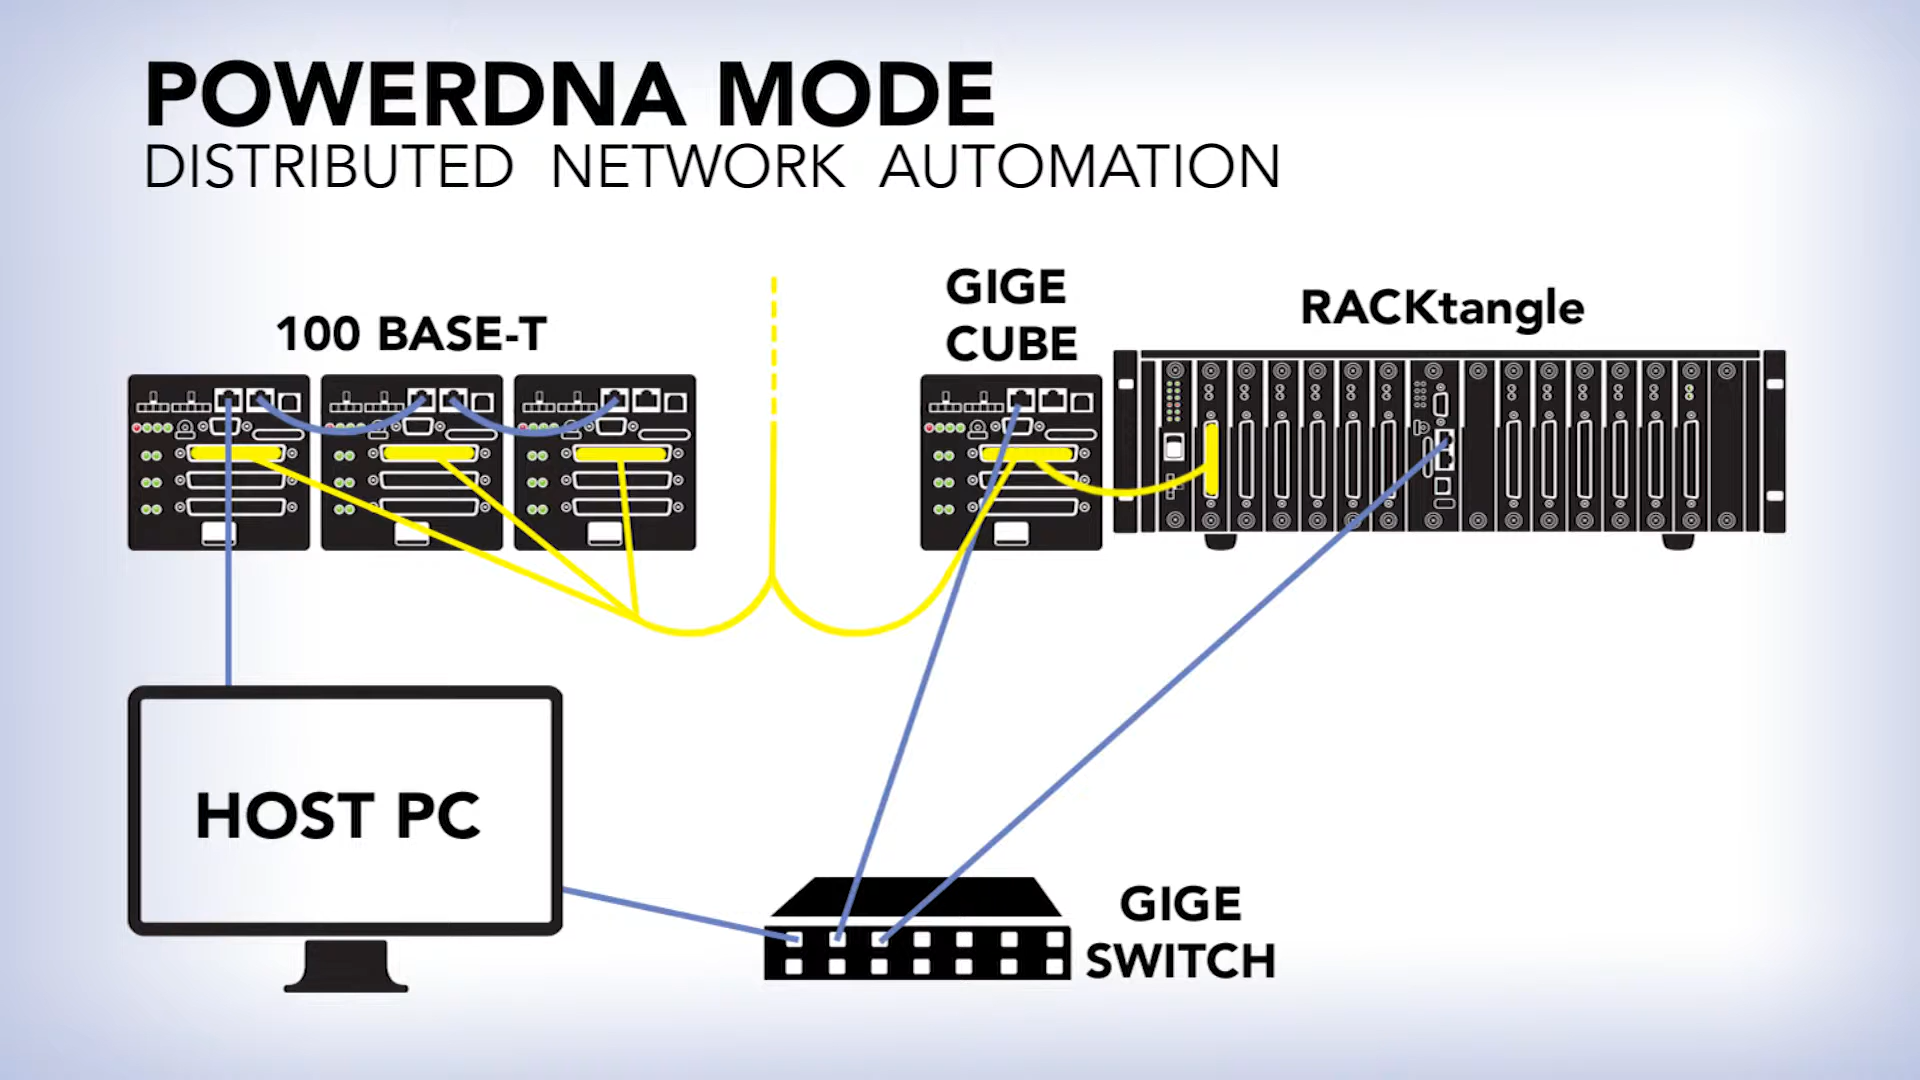 POWERDNA MODE
DISTRIBUTED NETWORK AUTOMATION
100 BASE-T
GIGE
CUBE
RACKtangle
HOST PC
GIGE
SWITCH